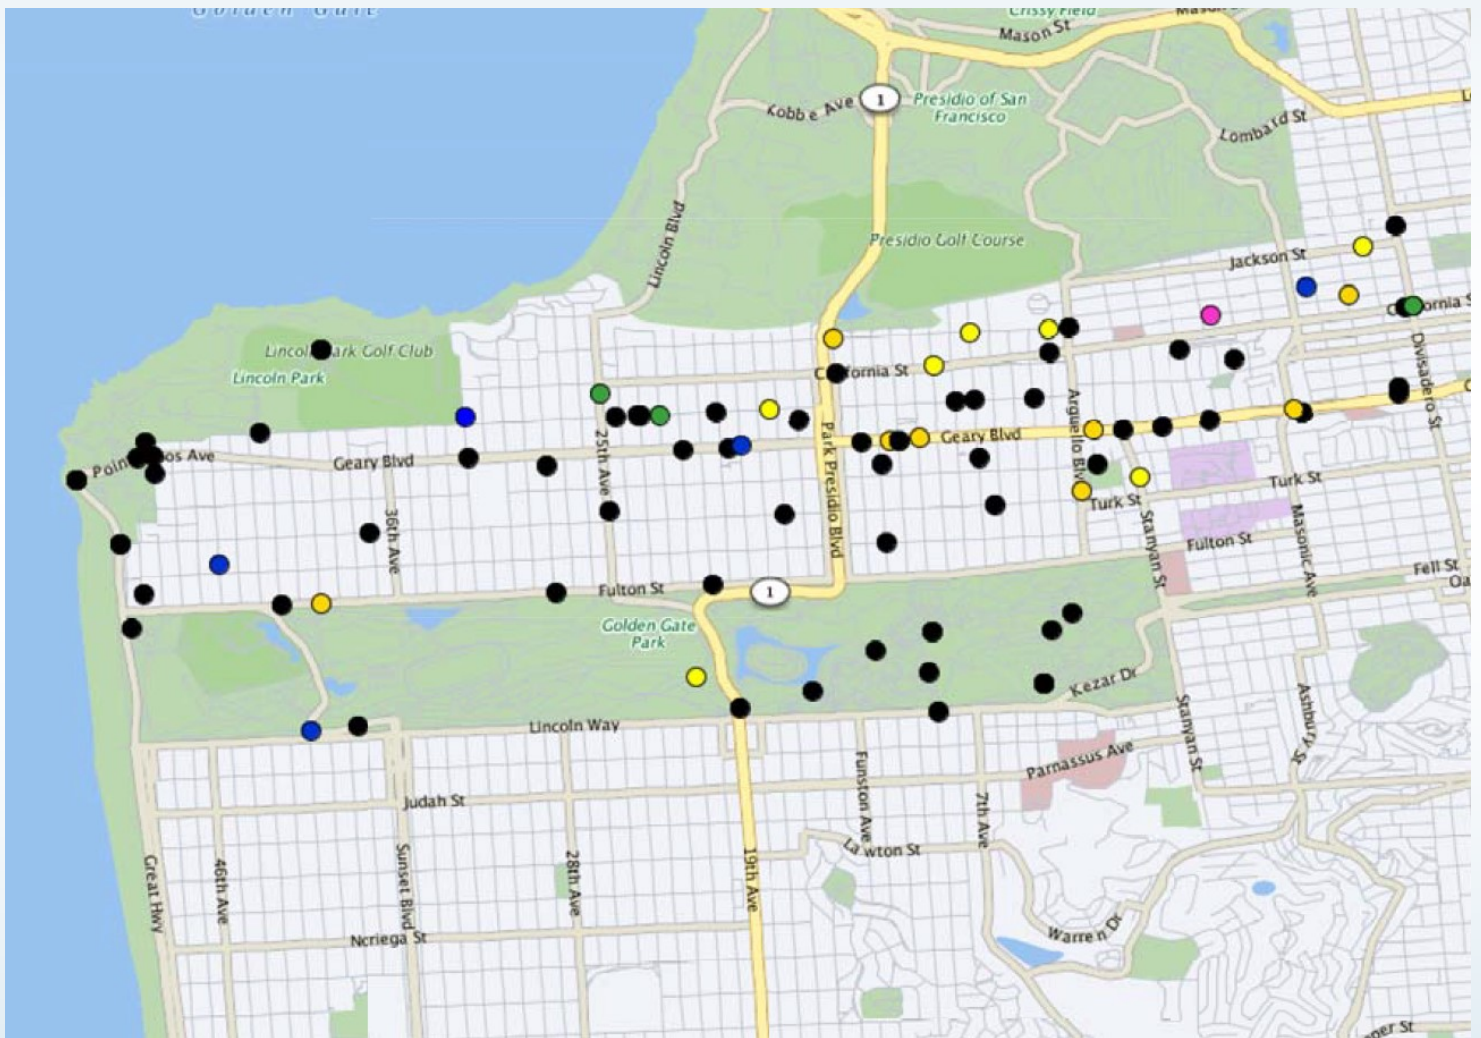 Golden Gate
Crissy Field
Mason St
Kobbe Ave
1
Presidio of San
Francisco
Lombard St
Lincoln Blvd
Presidio Golf Course
Jackson St
Lincoln Park Golf Club
Lincoln Park
California St
Divisadero St
Arguello Blvd
Geary Blvd
Geary Blvd
25th Ave
Park Presidio Blvd
36th Ave
Turk St
Turk St
Stanyan St
Masonic Ave
Fulton St
Fell St
Fulton St
1
Golden Gate
Park
Kezar Dr
Lincoln Way
Stanyan St
Ashbury St
Parnassus Ave
Funston Ave
7th Ave
Judah St
Lawton St
Great Hwy
46th Ave
Sunset Blvd
28th Ave
19th Ave
Noriega St
Warren Dr